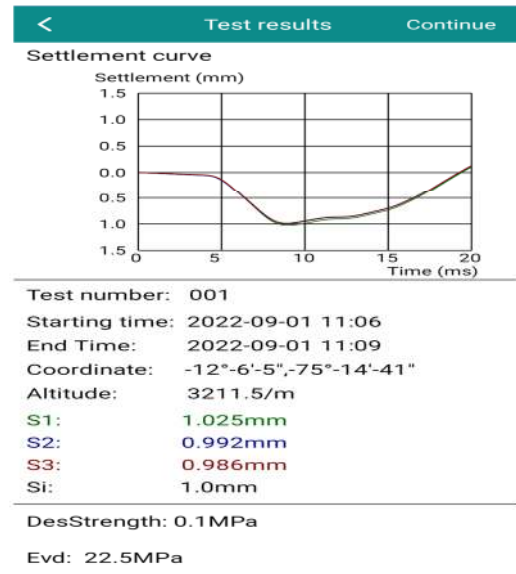 < Test results Continue
Settlement curve
Settlement (mm)
1.5
1.0
0.5
0.0
0.5
1.0
1.5
0 5 10 15 20
Time (ms)
Test number: 001
Starting time: 2022-09-01 11:06
End Time: 2022-09-01 11:09
Coordinate: -12°-6'-5",-75°-14'-41"
Altitude: 3211.5/m
S1: 1.025mm
S2: 0.992mm
S3: 0.986mm
Si: 1.0mm
DesStrength: 0.1MPa
Evd: 22.5MPa